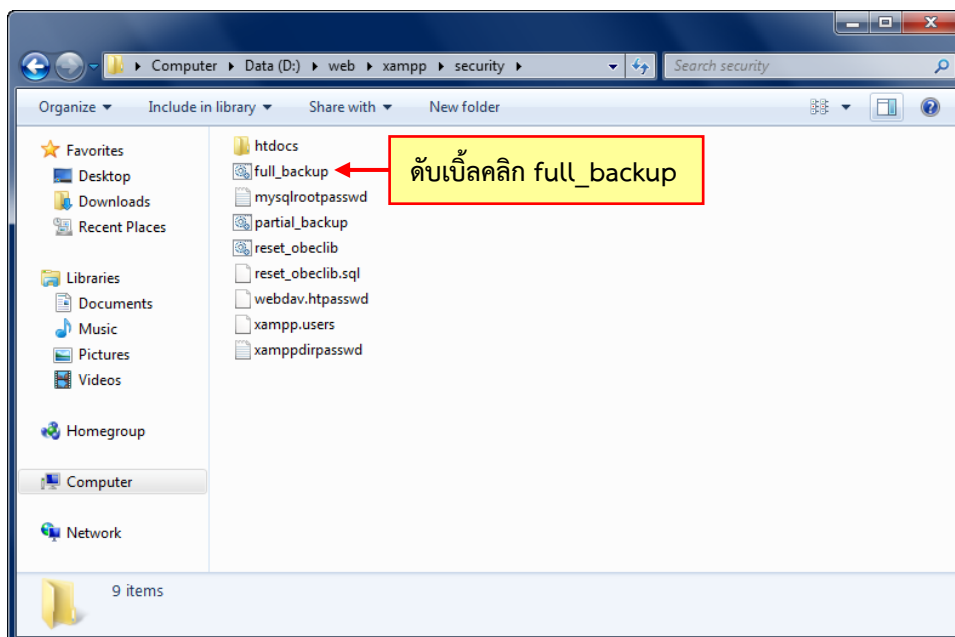 Computer Data (D:) web xampp security
Search security
Organize Include in library Share with New folder
Favorites
Desktop
Downloads
Recent Places
Libraries
Documents
Music
Pictures
Videos
Homegroup
Computer
Network
htdocs
full_backup
mysqlrootpasswd
partial_backup
reset_obeclib
reset_obeclib.sql
webdav.htpasswd
xampp.users
xamppdirpasswd
ดับเบิ้ลคลิก full_backup
9 items